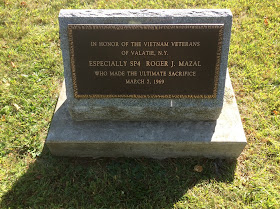 IN HONOR OF THE VIETNAM VETERANS
OF VALATIE, N.Y.
ESPECIALLY SP4 ROGER J. MAZAL
WHO MADE THE ULTIMATE SACRIFICE
MARCH 2, 1969